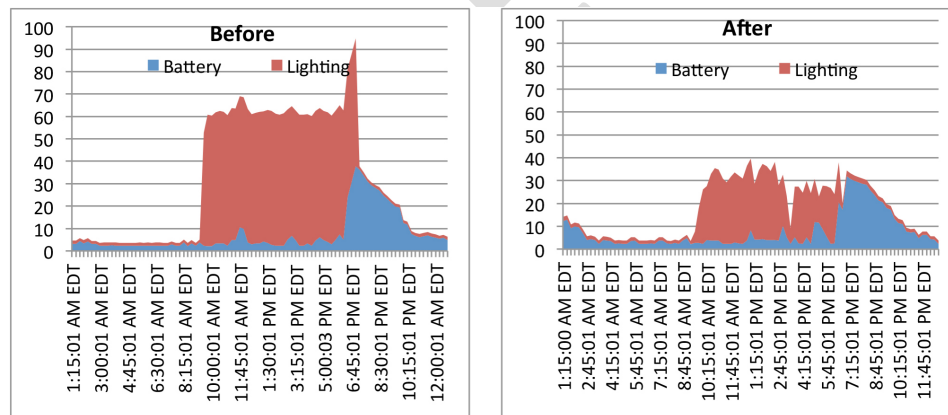 Before
Battery
Lighting
100
90
80
70
60
50
40
30
20
10
0
1:15:01 AM EDT
3:00:01 AM EDT
4:45:01 AM EDT
6:30:01 AM EDT
8:15:01 AM EDT
10:00:01 AM EDT
11:45:01 AM EDT
1:30:01 PM EDT
3:15:01 PM EDT
5:00:03 PM EDT
6:45:01 PM EDT
8:30:01 PM EDT
10:15:01 PM EDT
12:00:01 AM EDT
After
Battery
Lighting
100
90
80
70
60
50
40
30
20
10
0
1:15:00 AM EDT
2:45:01 AM EDT
4:15:01 AM EDT
5:45:01 AM EDT
7:15:01 AM EDT
8:45:01 AM EDT
10:15:01 AM EDT
11:45:01 AM EDT
1:15:01 PM EDT
2:45:01 PM EDT
4:15:01 PM EDT
5:45:01 PM EDT
7:15:01 PM EDT
8:45:01 PM EDT
10:15:01 PM EDT
11:45:01 PM EDT